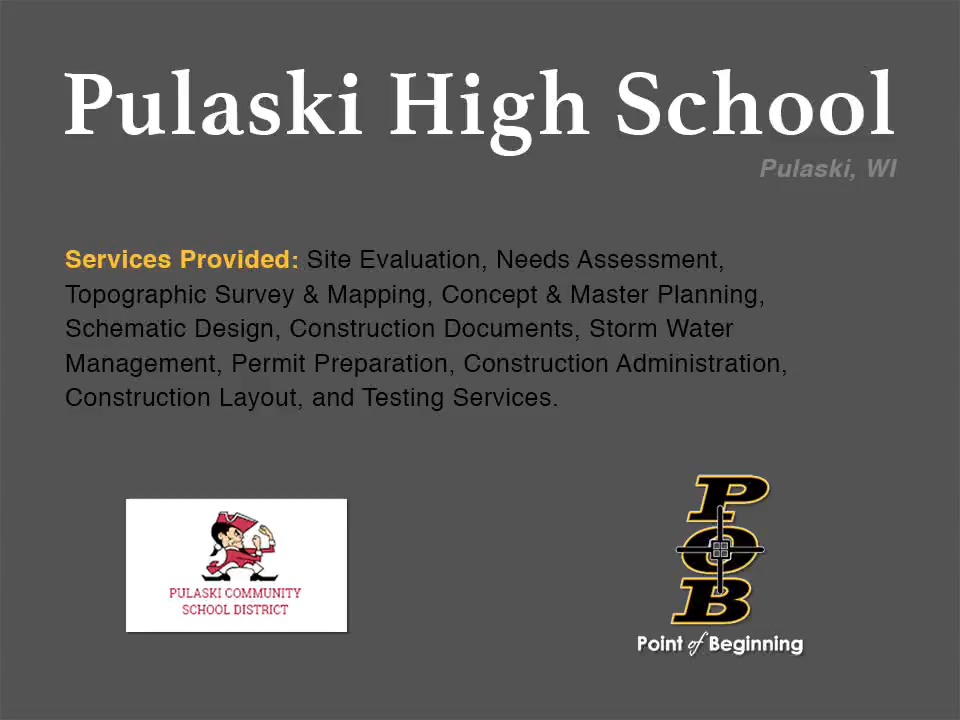 Pulaski High School
Pulaski, WI
Services Provided: Site Evaluation, Needs Assessment,
Topographic Survey & Mapping, Concept & Master Planning,
Schematic Design, Construction Documents, Storm Water
Management, Permit Preparation, Construction Administration,
Construction Layout, and Testing Services.
PULASKI COMMUNITY
SCHOOL DISTRICT
P
O
B
Point of Beginning